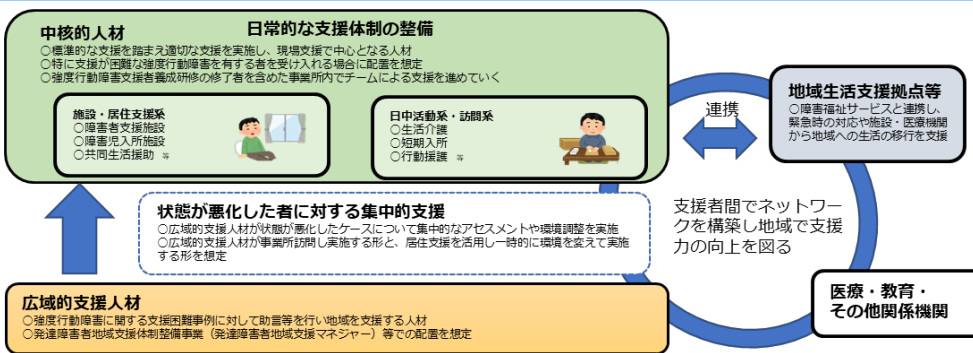 日常的な支援体制の整備
中核的人材
○標準的な支援を踏まえ適切な支援を実施し、現場支援で中心となる人材
○特に支援が困難な強度行動障害を有する者を受け入れる場合に配置を想定
○強度行動障害支援者養成研修の修了者を含めた事業所内でチームによる支援を進めていく
施設・居住支援系
○障害者支援施設
○障害児入所施設
○共同生活援助 等
日中活動系・訪問系
○生活介護
○短期入所
○行動援護 等
連携
地域生活支援拠点等
○障害福祉サービスと連携し、
緊急時の対応や施設・医療機関
から地域への生活の移行を支援
状態が悪化した者に対する集中的支援
○広域的支援人材が状態が悪化したケースについて集中的なアセスメントや環境調整を実施
○広域的支援人材が事業所訪問し実施する形と、居住支援を活用し一時的に環境を変えて実施
する形を想定
支援者間でネットワー
クを構築し地域で支援
力の向上を図る
広域的支援人材
○強度行動障害に関する支援困難事例に対して助言等を行い地域を支援する人材
○発達障害者地域支援体制整備事業（発達障害者地域支援マネジャー）等での配置を想定
医療・教育・
その他関係機関